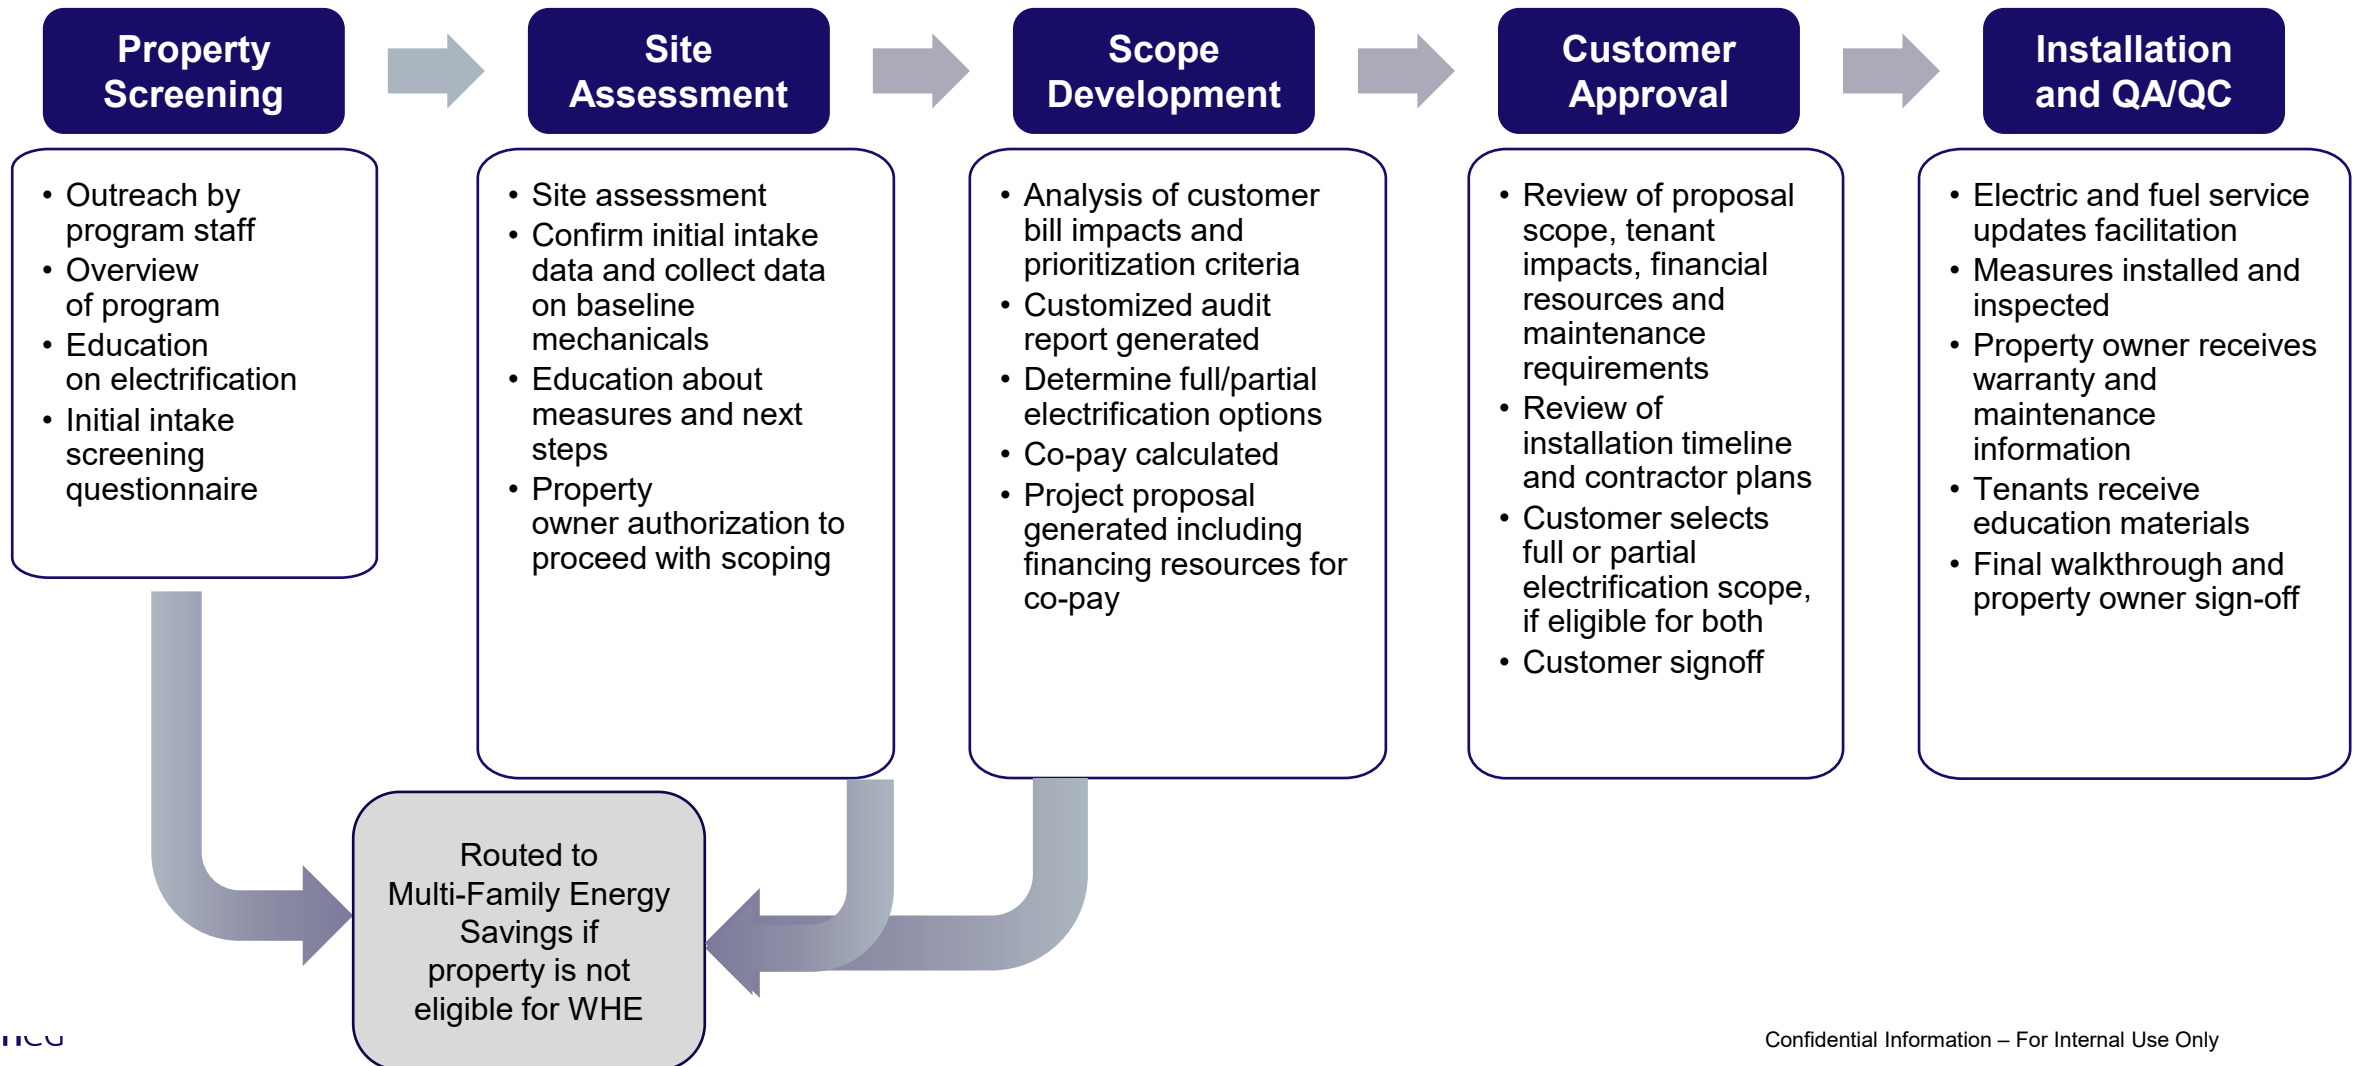 Property
Screening
Site
Assessment
Scope
Development
Customer
Approval
Installation
and QA/QC
• Outreach by
program staff
• Overview
of program
• Education
on electrification
• Initial intake
screening
questionnaire
• Site assessment
• Confirm initial intake
data and collect data
on baseline
mechanicals
• Education about
measures and next
steps
• Property
owner authorization to
proceed with scoping
• Analysis of customer
bill impacts and
prioritization criteria
• Customized audit
report generated
• Determine full/partial
electrification options
• Co-pay calculated
• Project proposal
generated including
financing resources for
co-pay
• Review of proposal
scope, tenant
impacts, financial
resources and
maintenance
requirements
• Review of
installation timeline
and contractor plans
• Customer selects
full or partial
electrification scope,
if eligible for both
• Customer signoff
• Electric and fuel service
updates facilitation
• Measures installed and
inspected
• Property owner receives
warranty and
maintenance
information
• Tenants receive
education materials
• Final walkthrough and
property owner sign-off
Routed to
Multi-Family Energy
Savings if
property is not
eligible for WHE
Confidential Information – For Internal Use Only